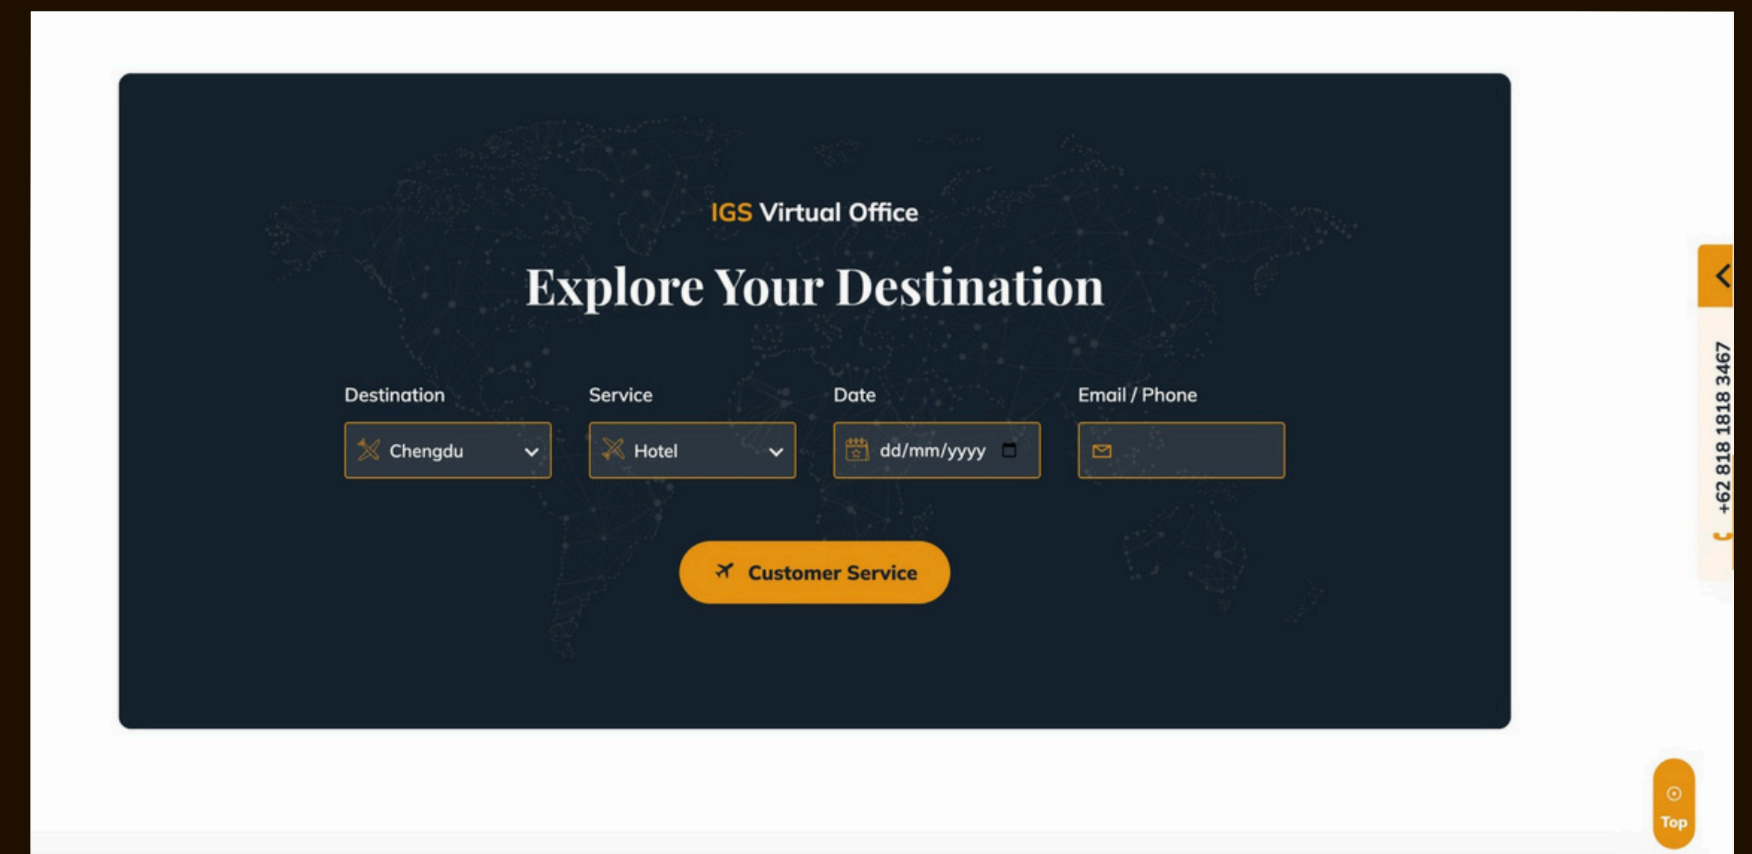 IGS Virtual Office
Explore Your Destination
Destination
Service
Date
Email / Phone
Chengdu
Hotel
dd/mm/yyyy
Customer Service
+62 818 1818 3467
Top